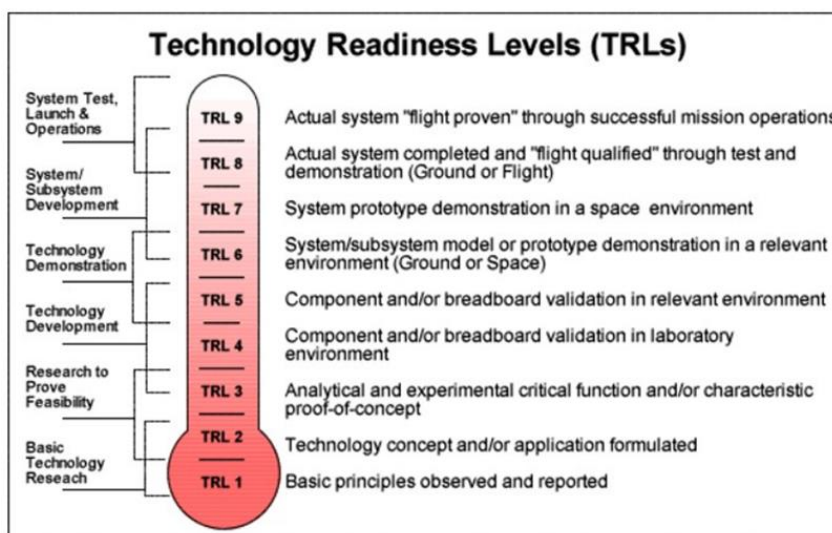 Technology Readiness Levels (TRLs)
System Test,
Launch &
Operations
System/
Subsystem
Development
Technology
Demonstration
Technology
Development
Research to
Prove
Feasibility
Basic
Technology
Reseach
TRL 9
TRL 8
TRL 7
TRL 6
TRL 5
TRL 4
TRL 3
TRL 2
TRL 1
Actual system "flight proven" through successful mission operations
Actual system completed and "flight qualified" through test and
demonstration (Ground or Flight)
System prototype demonstration in a space environment
System/subsystem model or prototype demonstration in a relevant
environment (Ground or Space)
Component and/or breadboard validation in relevant environment
Component and/or breadboard validation in laboratory
environment
Analytical and experimental critical function and/or characteristic
proof-of-concept
Technology concept and/or application formulated
Basic principles observed and reported